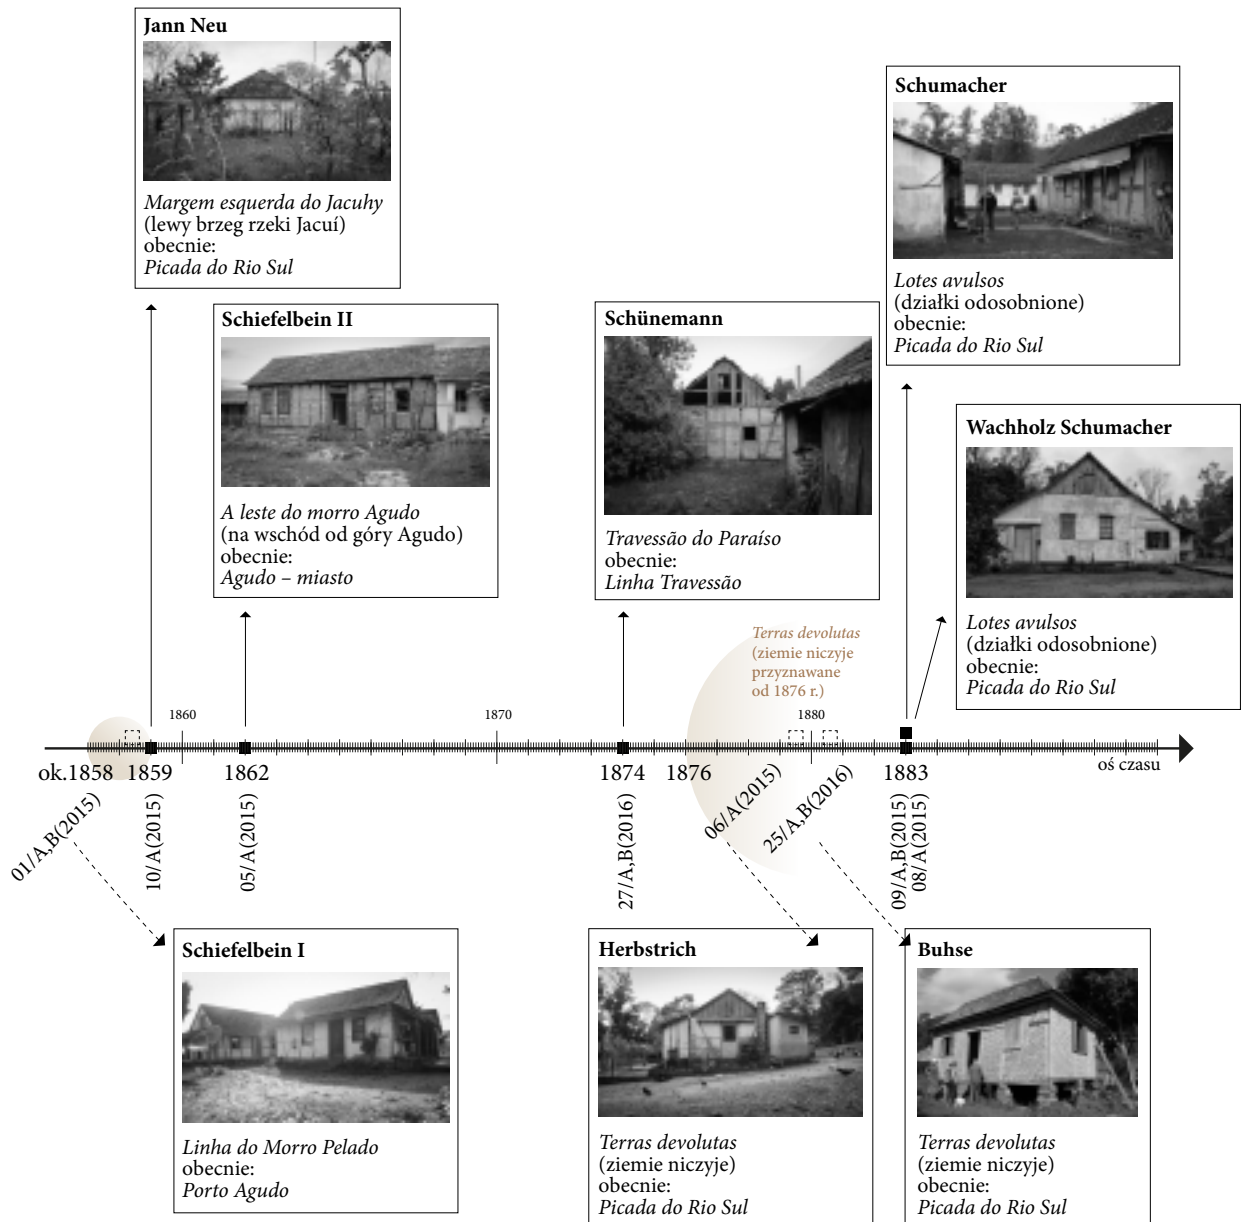 Jann Neu
Margem esquerda do Jacuhy
(lewy brzeg rzeki Jacuí)
obecnie:
Picada do Rio Sul
Schumacher
Lotes avulsos
(działki odosobnione)
obecnie:
Picada do Rio Sul
Schiefelbein II
A leste do morro Agudo
(na wschód od góry Agudo)
obecnie:
Agudo – miasto
Schünemann
Travessão do Paraíso
obecnie:
Linha Travessão
Wachholz Schumacher
Lotes avulsos
(działki odosobnione)
obecnie:
Picada do Rio Sul
Terras devolutas
(ziemie niczyje
przyznawane
od 1876 r.)
1860
1870
1880
oś czasu
ok.1858
1859
1862
1874
1876
1883
01/A,B(2015)
10/A(2015)
05/A(2015)
27/A,B(2016)
06/A(2015)
25/A,B(2016)
09/A,B(2015)
08/A(2015)
Schiefelbein I
Linha do Morro Pelado
obecnie:
Porto Agudo
Herbstrich
Terras devolutas
(ziemie niczyje)
obecnie:
Picada do Rio Sul
Buhse
Terras devolutas
(ziemie niczyje)
obecnie:
Picada do Rio Sul